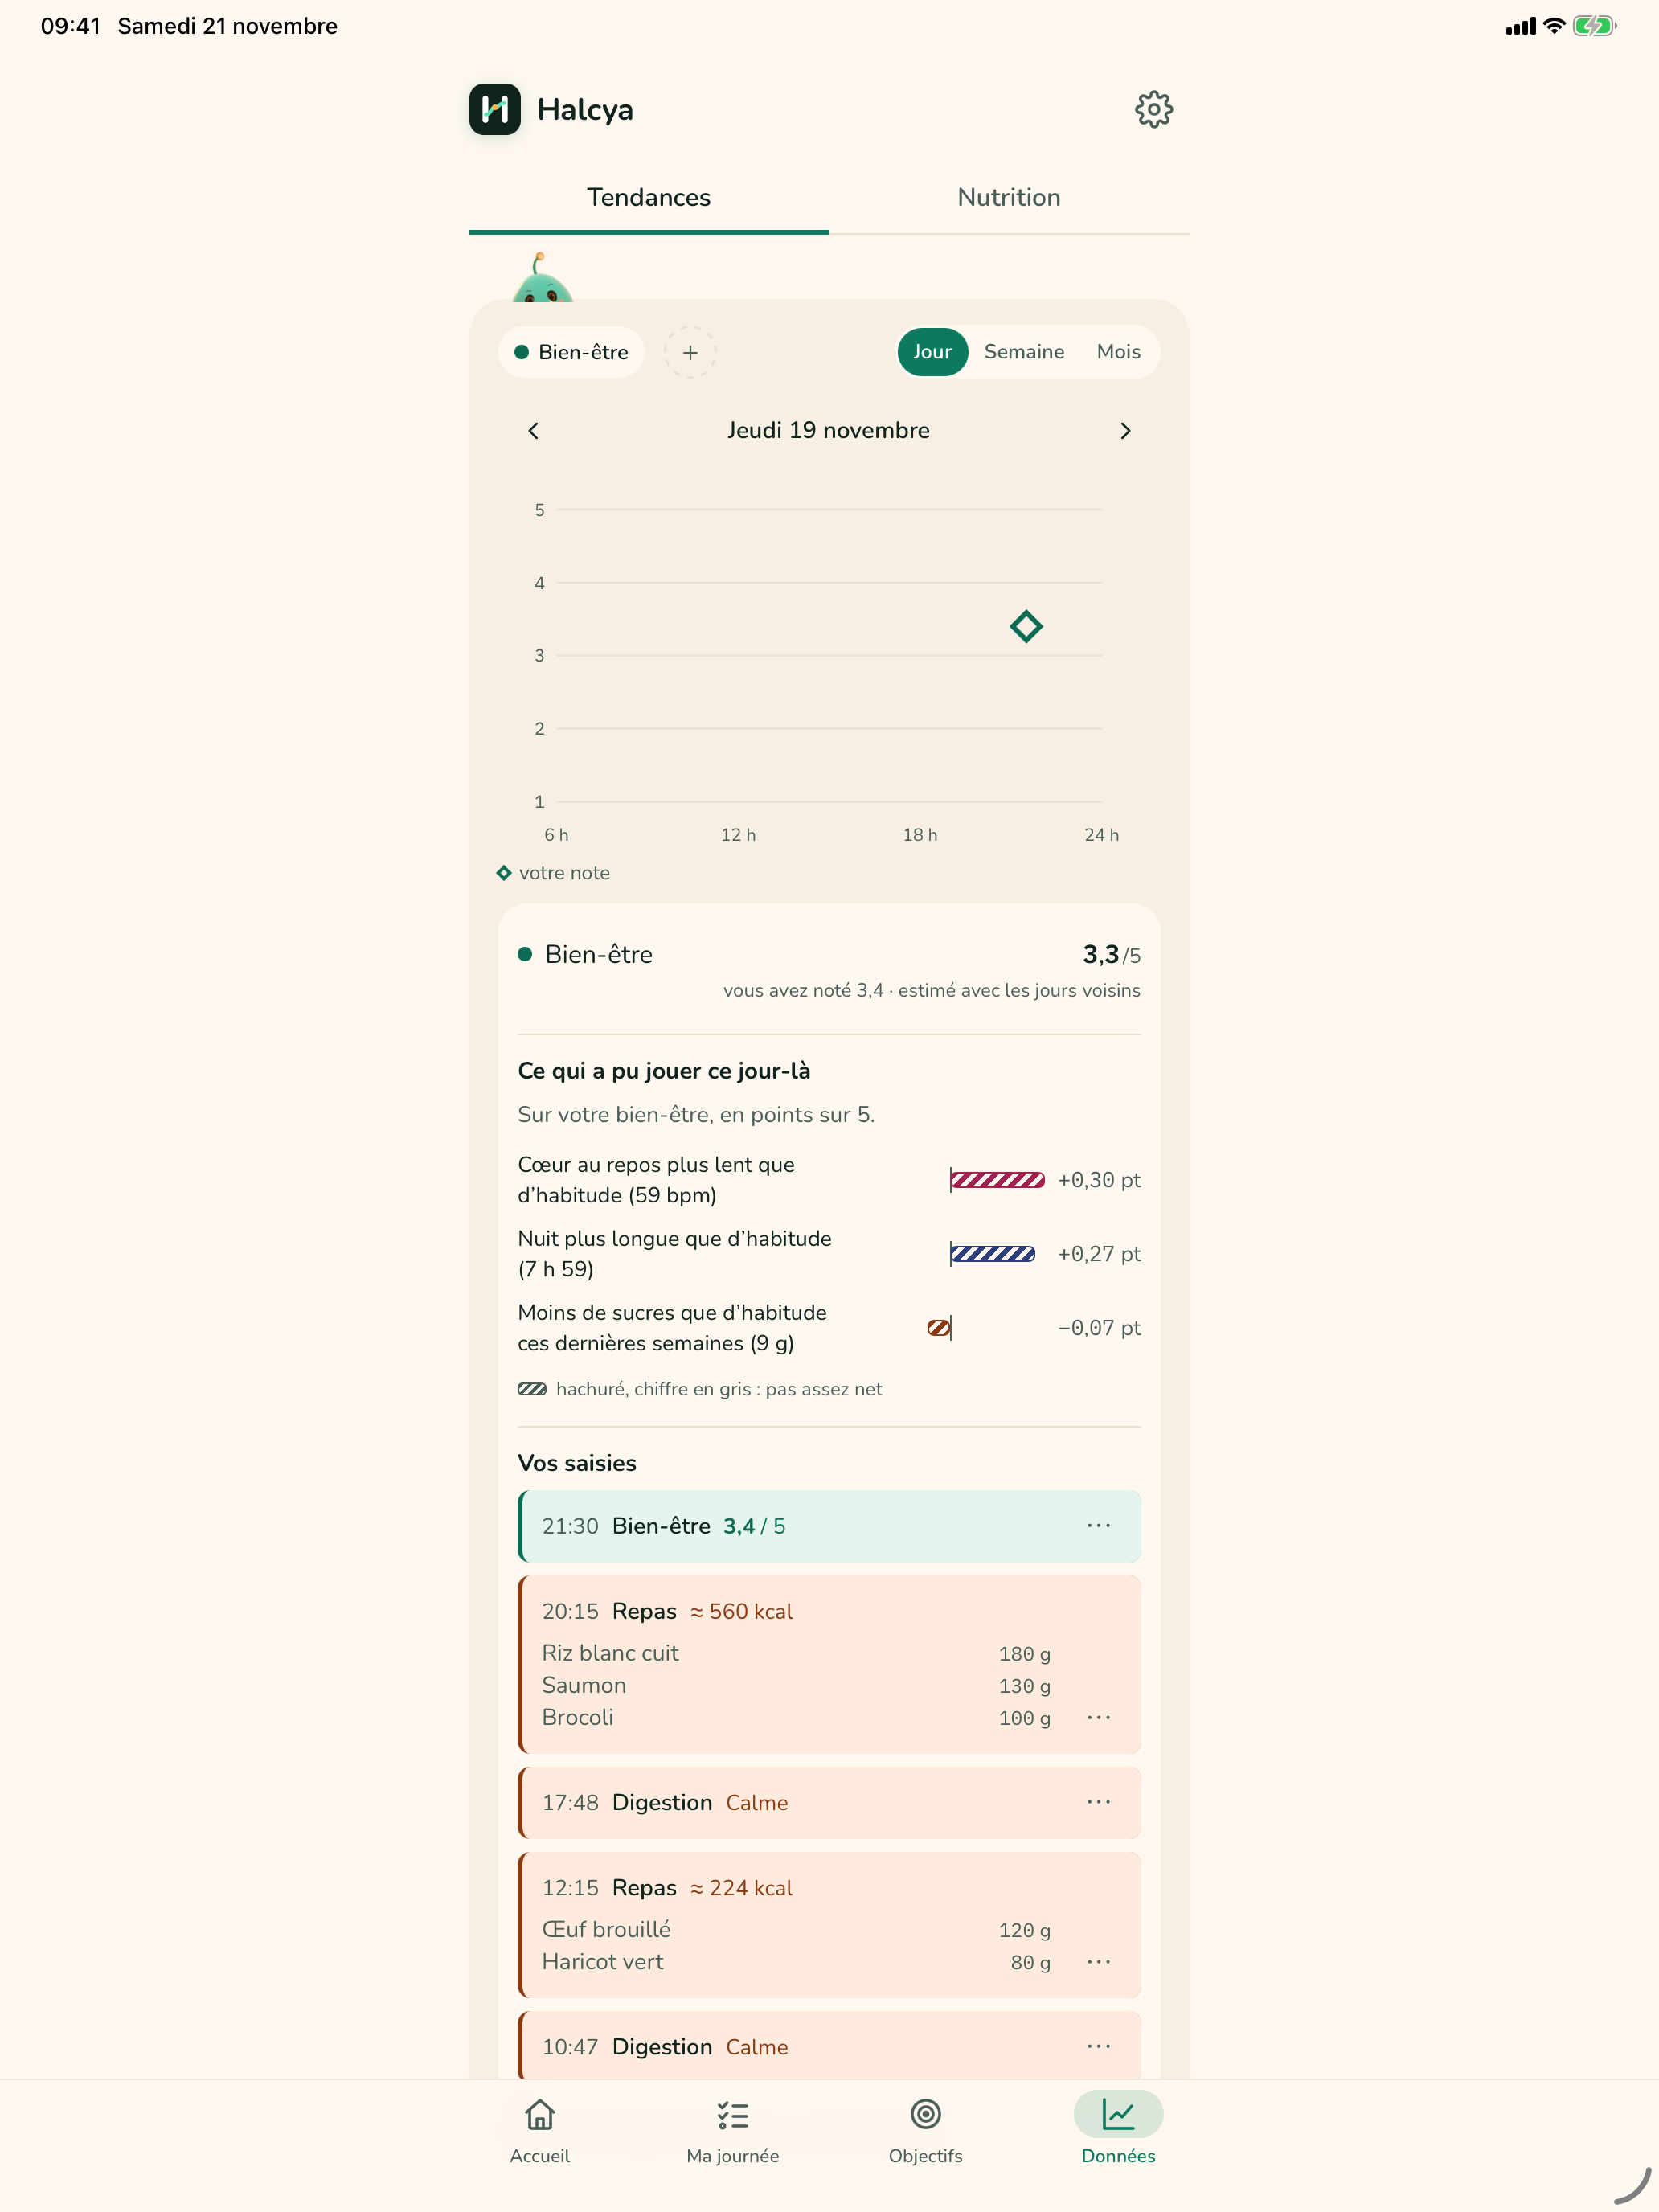 09:41 Samedi 21 novembre
Halcya
Tendances Nutrition
Bien-être + Jour Semaine Mois
Jeudi 19 novembre
5
4
3
2
1
6 h 12 h 18 h 24 h
votre note
Bien-être 3,3/5
vous avez noté 3,4 · estimé avec les jours voisins
Ce qui a pu jouer ce jour-là
Sur votre bien-être, en points sur 5.
Cœur au repos plus lent que
d’habitude (59 bpm) +0,30 pt
Nuit plus longue que d’habitude
(7 h 59) +0,27 pt
Moins de sucres que d’habitude
ces dernières semaines (9 g) −0,07 pt
hachuré, chiffre en gris : pas assez net
Vos saisies
21:30 Bien-être 3,4 / 5 ···
20:15 Repas ≈ 560 kcal
Riz blanc cuit 180 g
Saumon 130 g
Brocoli 100 g ···
17:48 Digestion Calme ···
12:15 Repas ≈ 224 kcal
Œuf brouillé 120 g
Haricot vert 80 g ···
10:47 Digestion Calme ···
Accueil Ma journée Objectifs Données